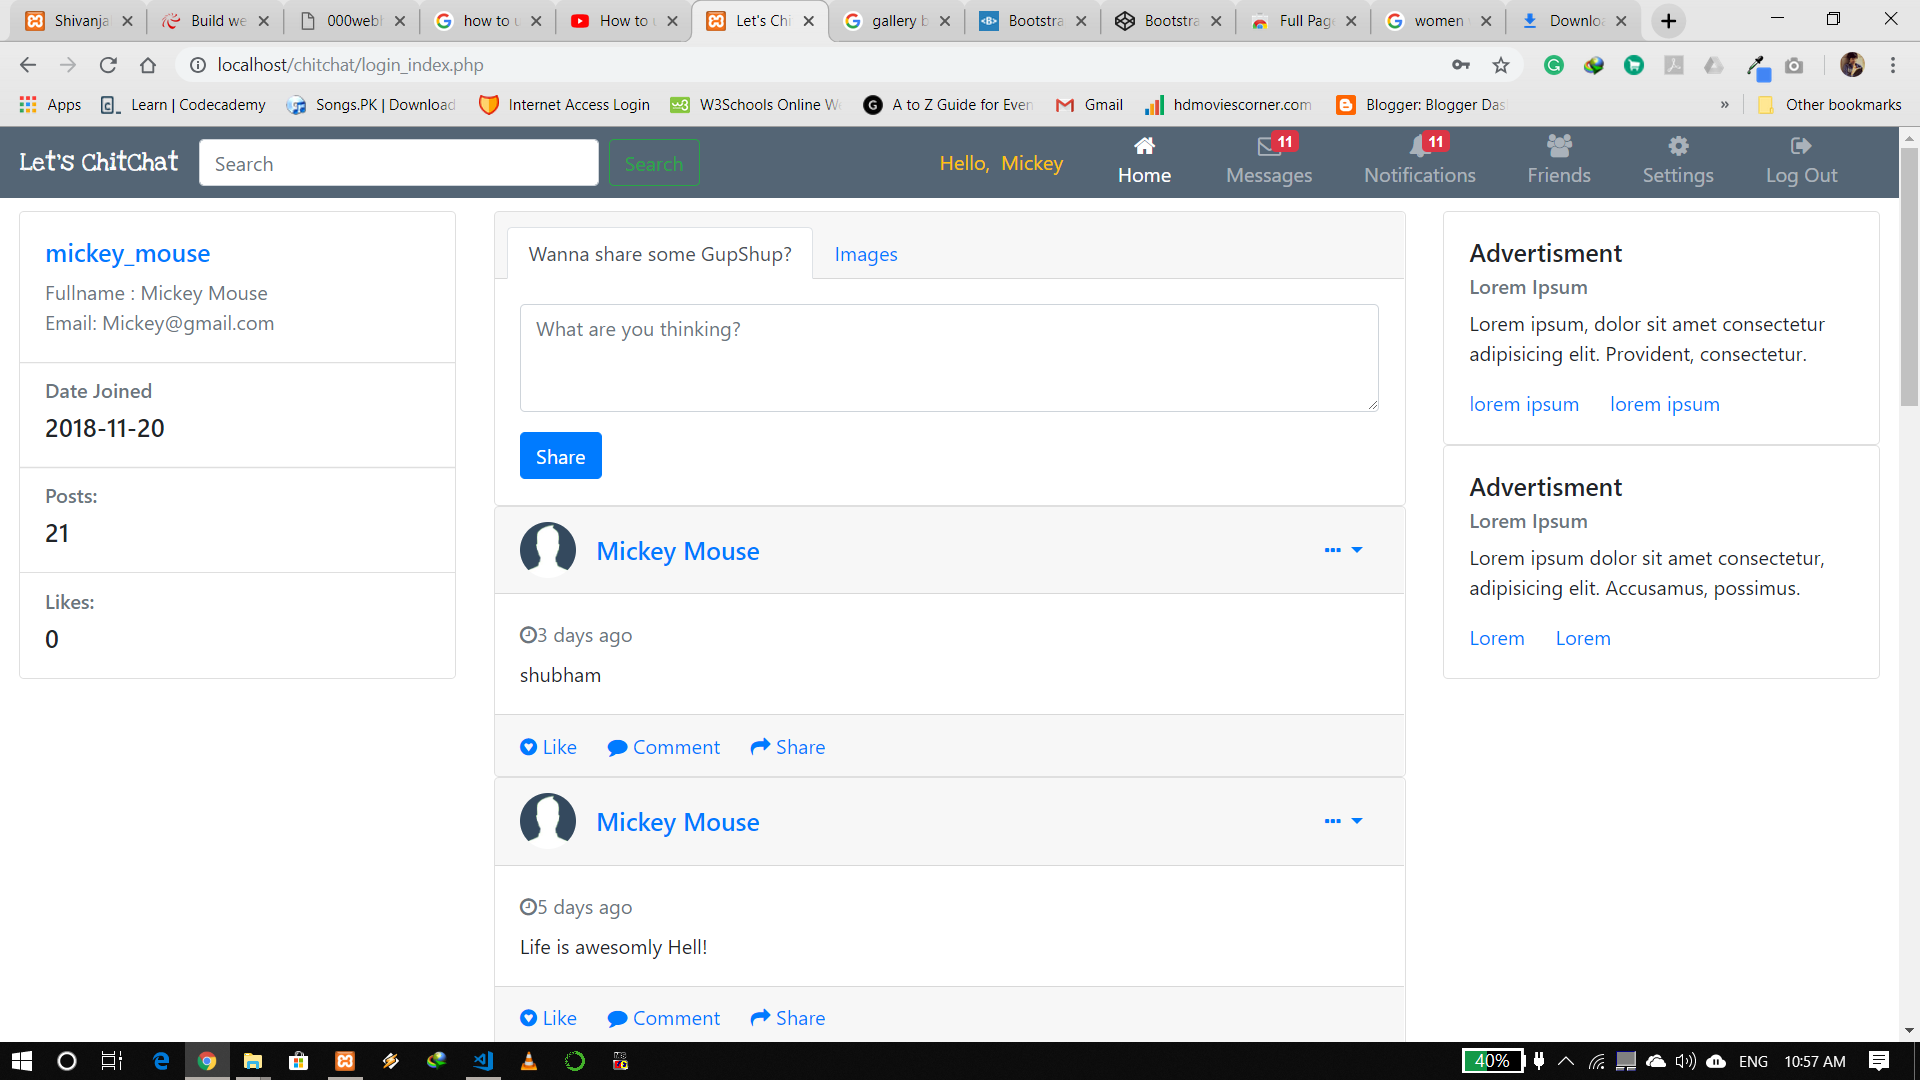 Shivanja
Build we
000webl
how to u
How to u
Let's Chi
gallery b
Bootstra
Bootstra
Full Page
women
Downlo
localhost/chitchat/login_index.php
Apps
Learn | Codecademy
Songs.PK | Download
Internet Access Login
W3Schools Online We
A to Z Guide for Even
Gmail
hdmoviescorner.com
Blogger: Blogger Das
»
Other bookmarks
Let's ChitChat
Search
Search
Hello, Mickey
Home
11
Messages
11
Notifications
Friends
Settings
Log Out
mickey_mouse
Fullname : Mickey Mouse
Email: Mickey@gmail.com
Date Joined
2018-11-20
Posts:
21
Likes:
0
Wanna share some GupShup?
Images
What are you thinking?
Share
Mickey Mouse
3 days ago
shubham
Like
Comment
Share
Mickey Mouse
5 days ago
Life is awesomly Hell!
Like
Comment
Share
Advertisment
Lorem Ipsum
Lorem ipsum, dolor sit amet consectetur
adipisicing elit. Provident, consectetur.
lorem ipsum
lorem ipsum
Advertisment
Lorem Ipsum
Lorem ipsum dolor sit amet consectetur,
adipisicing elit. Accusamus, possimus.
Lorem
Lorem
40%
ENG
10:57 AM